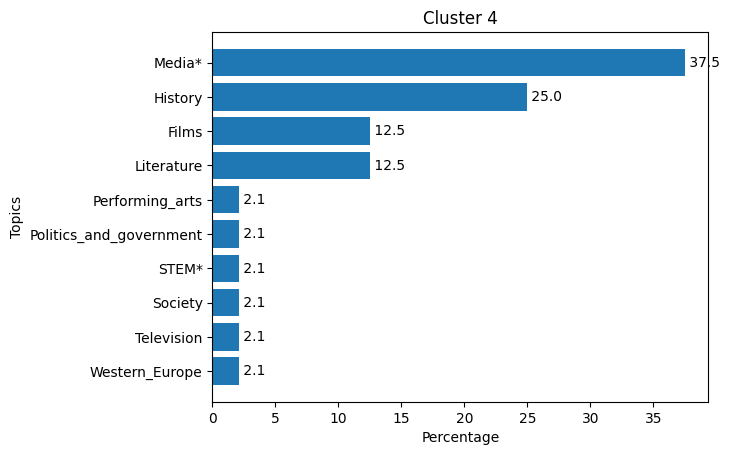 Cluster 4
Topics
Media* 37.5
History 25.0
Films 12.5
Literature 12.5
Performing_arts 2.1
Politics_and_government 2.1
STEM* 2.1
Society 2.1
Television 2.1
Western_Europe 2.1
0 5 10 15 20 25 30 35
Percentage